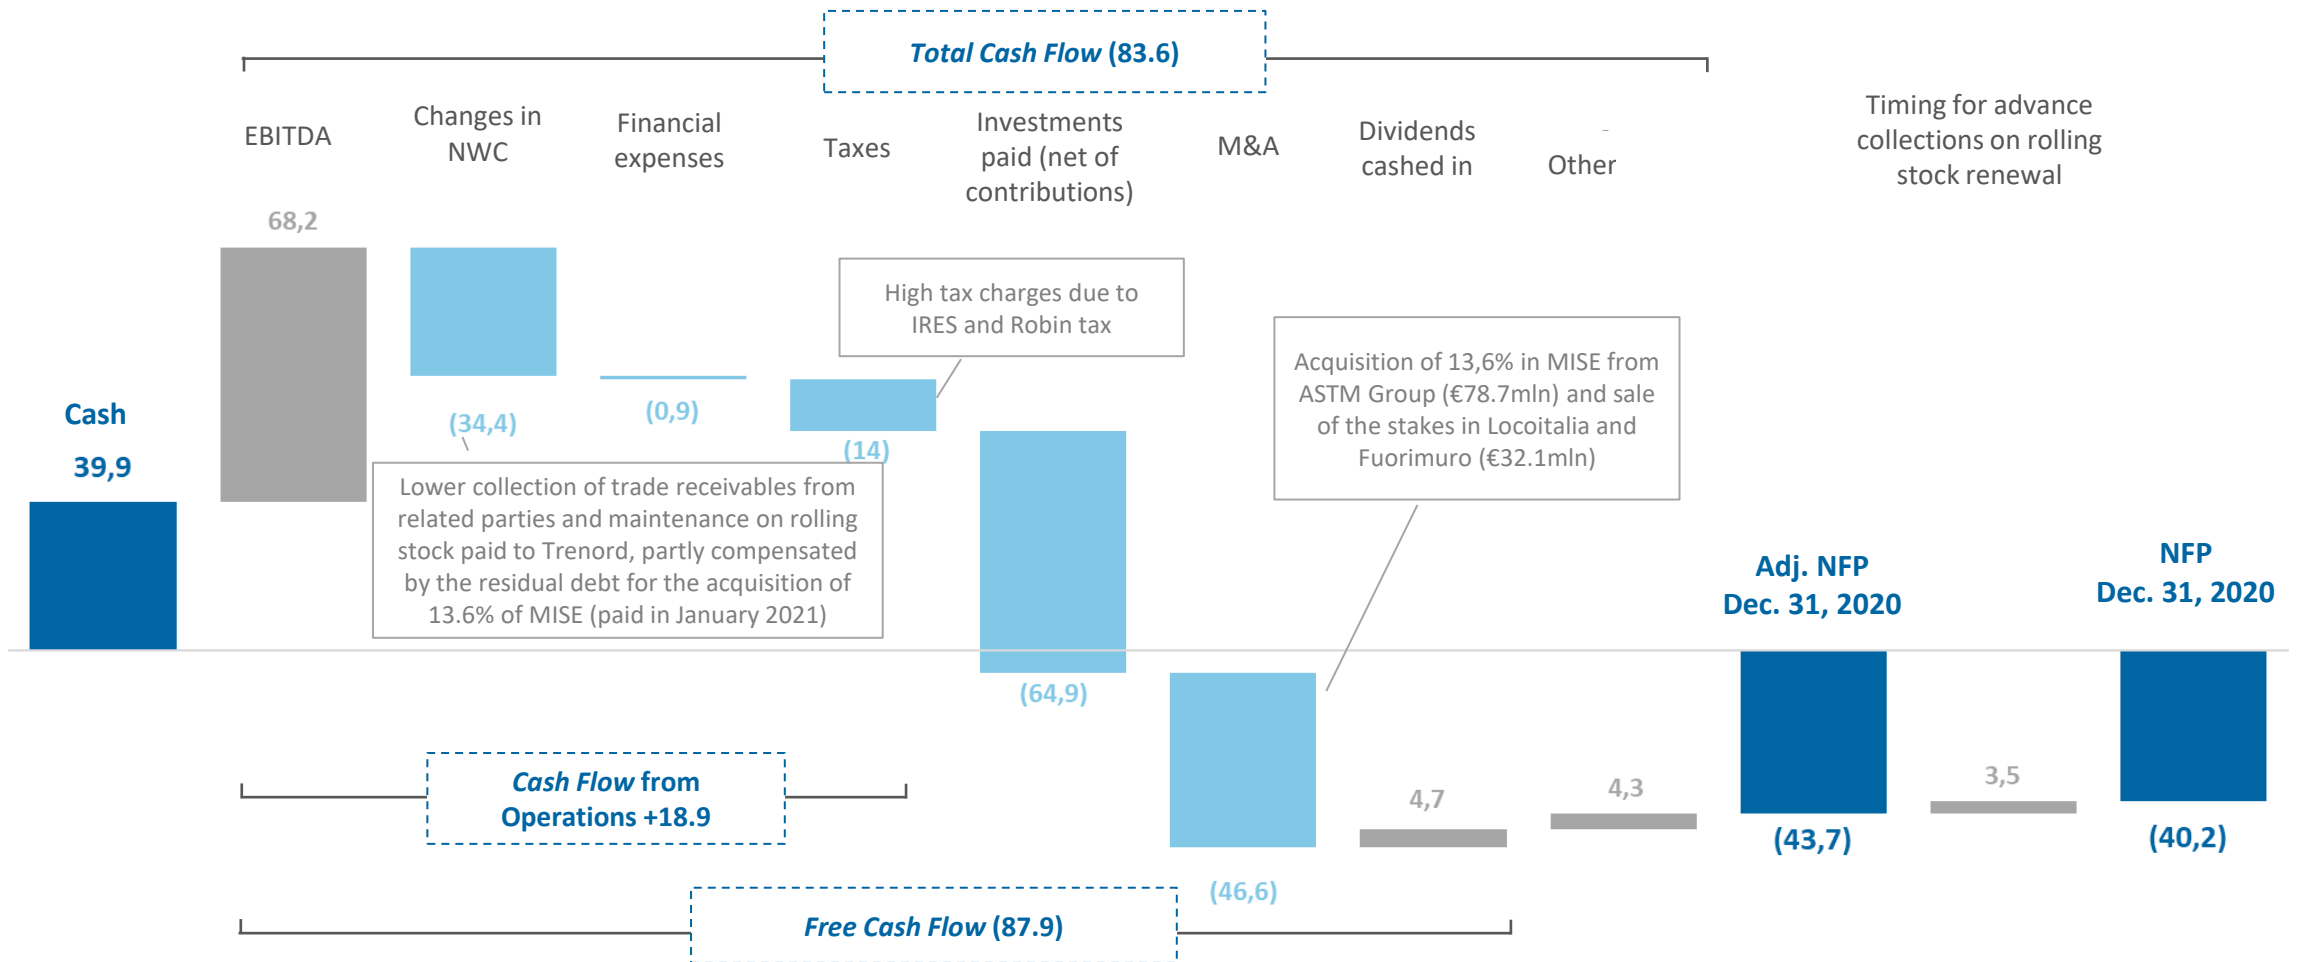 Total Cash Flow (83.6)
EBITDA
Changes in
NWC
Financial
expenses
Taxes
Investments
paid (net of
contributions)
M&A
Dividends
cashed in
Other
Timing for advance
collections on rolling
stock renewal
68,2
High tax charges due to
IRES and Robin tax
Acquisition of 13,6% in MISE from
ASTM Group (€78.7mln) and sale
of the stakes in Locoitalia and
Fuorimuro (€32.1mln)
Cash
39,9
(34,4)
(0,9)
(14)
Lower collection of trade receivables from
related parties and maintenance on rolling
stock paid to Trenord, partly compensated
by the residual debt for the acquisition of
13.6% of MISE (paid in January 2021)
Adj. NFP
Dec. 31, 2020
NFP
Dec. 31, 2020
(64,9)
Cash Flow from
Operations +18.9
4,7
4,3
(43,7)
3,5
(40,2)
(46,6)
Free Cash Flow (87.9)